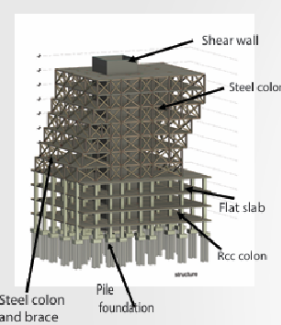 Shear wall
Steel colon
Flat slab
Rcc colon
structure
Pile
foundation
Steel colon
and brace